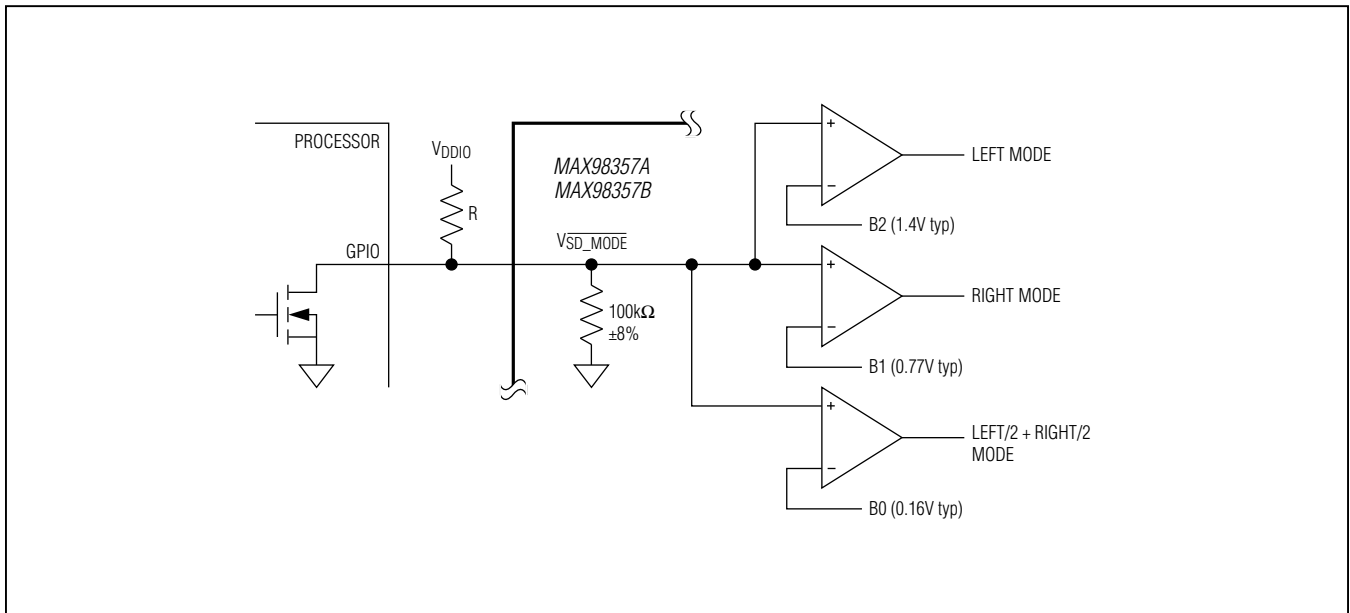 PROCESSOR
VDDIO
R
GPIO
MAX98357A
MAX98357B
VSD_MODE
100kΩ
±8%
+
−
LEFT MODE
B2 (1.4V typ)
+
−
RIGHT MODE
B1 (0.77V typ)
+
−
LEFT/2 + RIGHT/2
MODE
B0 (0.16V typ)